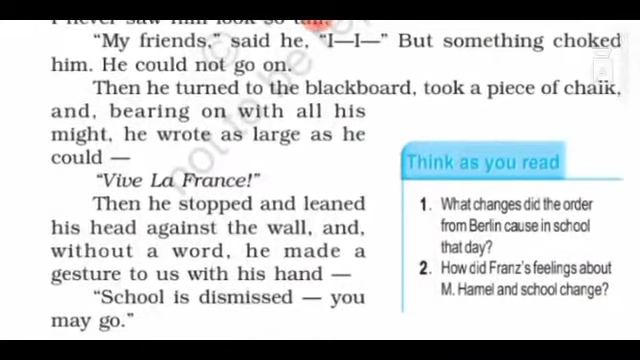 I never saw him look so tall.
“My friends,” said he, “I—I—” But something choked
him. He could not go on.
Then he turned to the blackboard, took a piece of chalk,
and, bearing on with all his
might, he wrote as large as he
could —
“Vive La France!”
Then he stopped and leaned
his head against the wall, and,
without a word, he made a
gesture to us with his hand —
“School is dismissed — you
may go.”
Think as you read
1. What changes did the order
from Berlin cause in school
that day?
2. How did Franz's feelings about
M. Hamel and school change?
not to be re